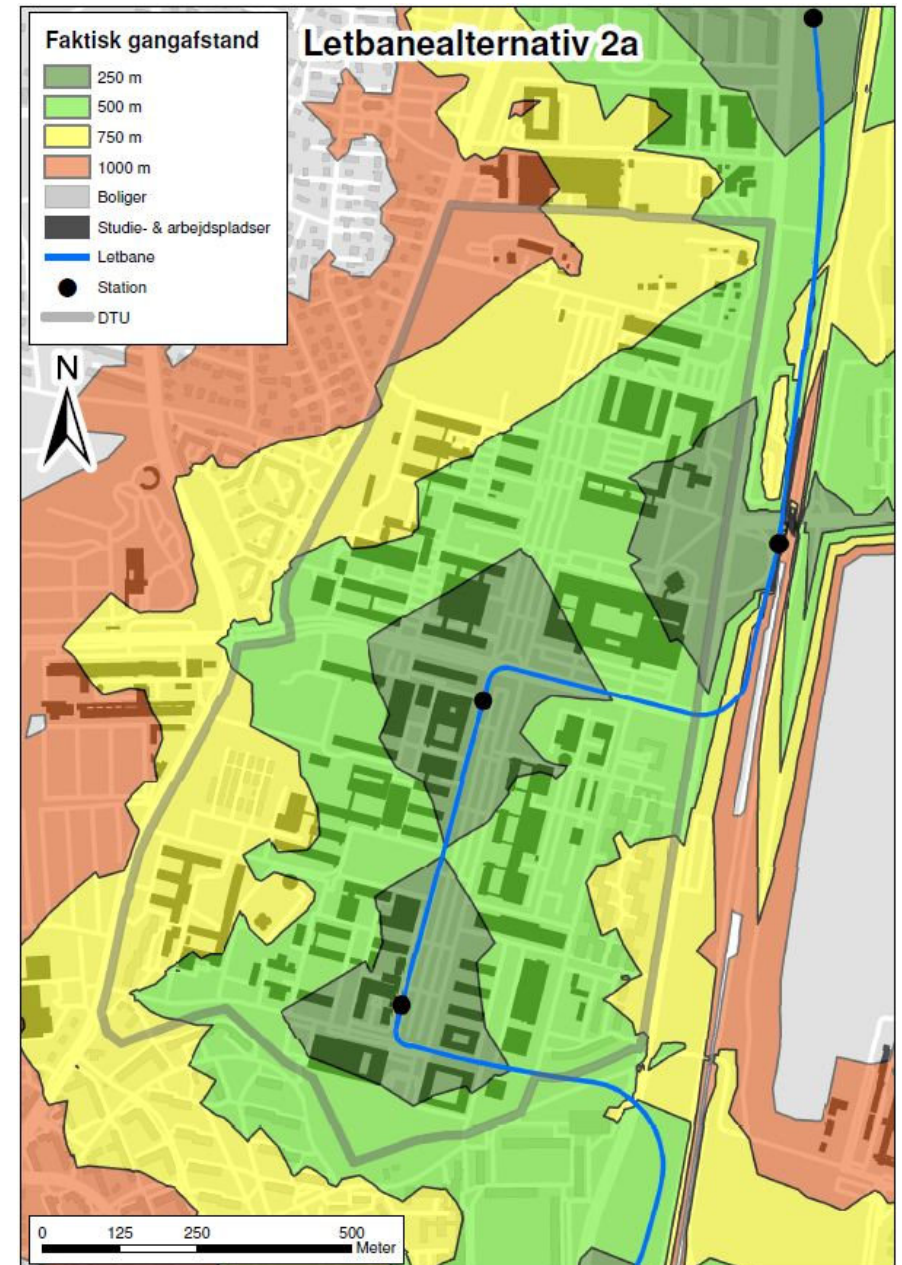 Faktisk gangafstand
250 m
500 m
750 m
1000 m
Boliger
Studie- & arbejdspladser
Letbane
Station
DTU
Letbanealternativ 2a
N
0 125 250 500
Meter